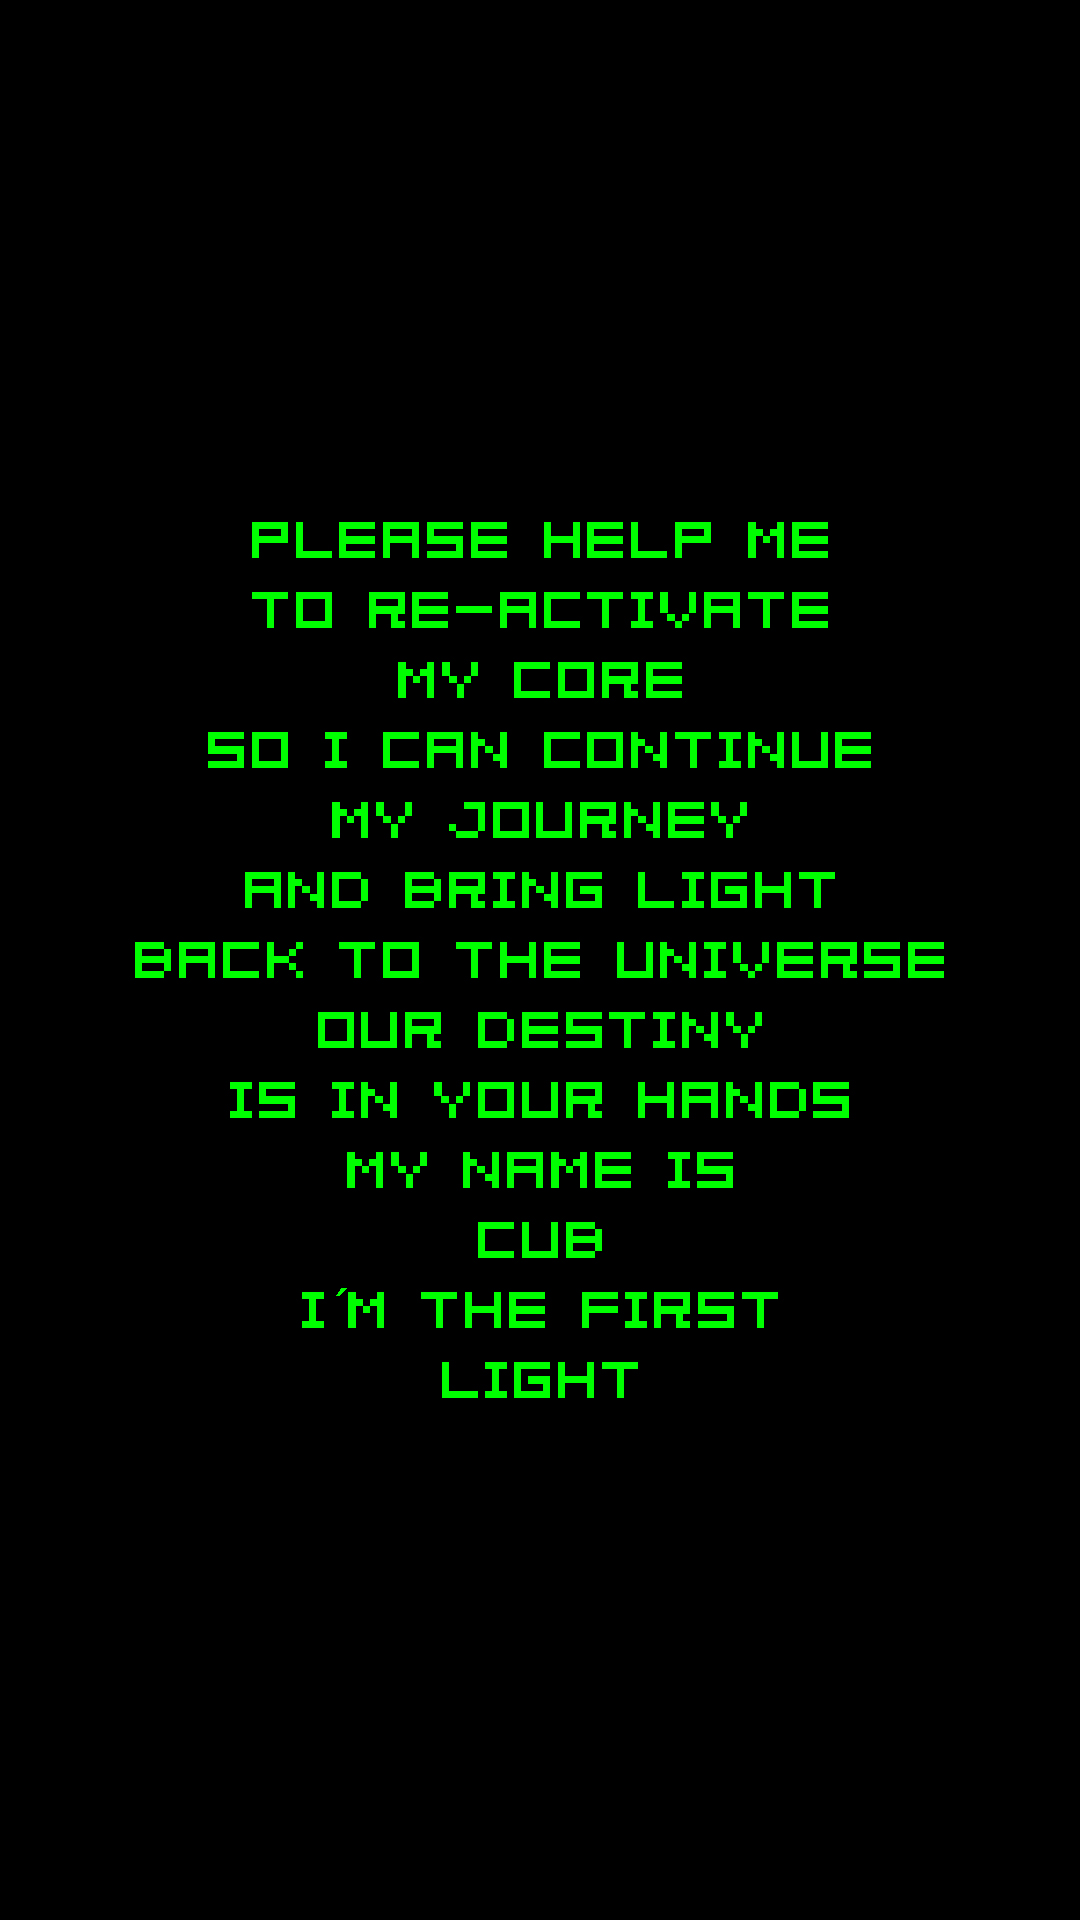 PLEASE HELP ME
TO RE-ACTIVATE
MY CORE
SO I CAN CONTINUE
MY JOURNEY
AND BRING LIGHT
BACK TO THE UNIVERSE
OUR DESTINY
IS IN YOUR HANDS
MY NAME IS
CUB
I´M THE FIRST
LIGHT